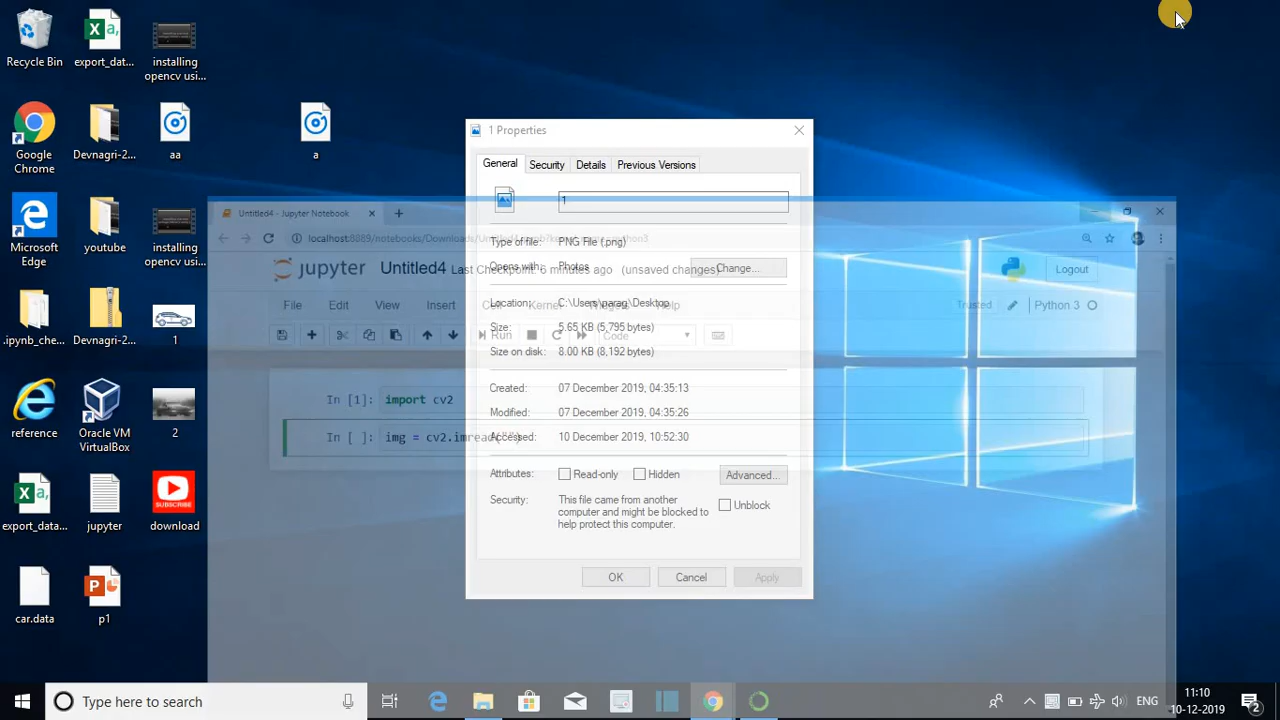 Recycle Bin
export_dat...
installing
opencv usi...
Google
Chrome
Devnagri-2...
aa
a
Microsoft
Edge
youtube
installing
opencv usi...
.ipynb_che...
Devnagri-2...
1
reference
Oracle VM
VirtualBox
2
export_data...
jupyter
download
SUBSCRIBE
car.data
p1
1 Properties
General
Security
Details
Previous Versions
1
Type of file:
PNG File (.png)
Opens with:
Photos
Change...
Location:
C:\Users\parag\Desktop
Size:
5.65 KB (5,795 bytes)
Size on disk:
8.00 KB (8,192 bytes)
Created:
07 December 2019, 04:35:13
Modified:
07 December 2019, 04:35:26
Accessed:
10 December 2019, 10:52:30
Attributes:
Read-only
Hidden
Advanced...
Security:
This file came from another
computer and might be blocked to
help protect this computer.
Unblock
OK
Cancel
Apply
Untitled4 - Jupyter Notebook
jupyter
Untitled4
Last Checkpoint: 6 minutes ago (unsaved changes)
Logout
File
Edit
View
Insert
Kernel
Help
Trusted
Python 3
Run
Code
In [1]:
import cv2
In [ ]:
Type here to search
ENG
11:10
10-12-2019
2